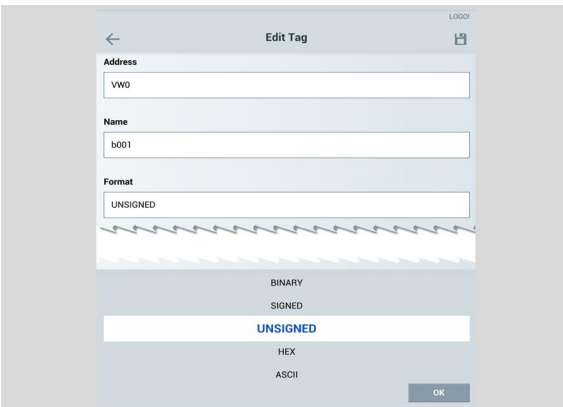 LOGO!
Edit Tag
Address
VW0
Name
b001
Format
UNSIGNED
BINARY
SIGNED
UNSIGNED
HEX
ASCII
OK